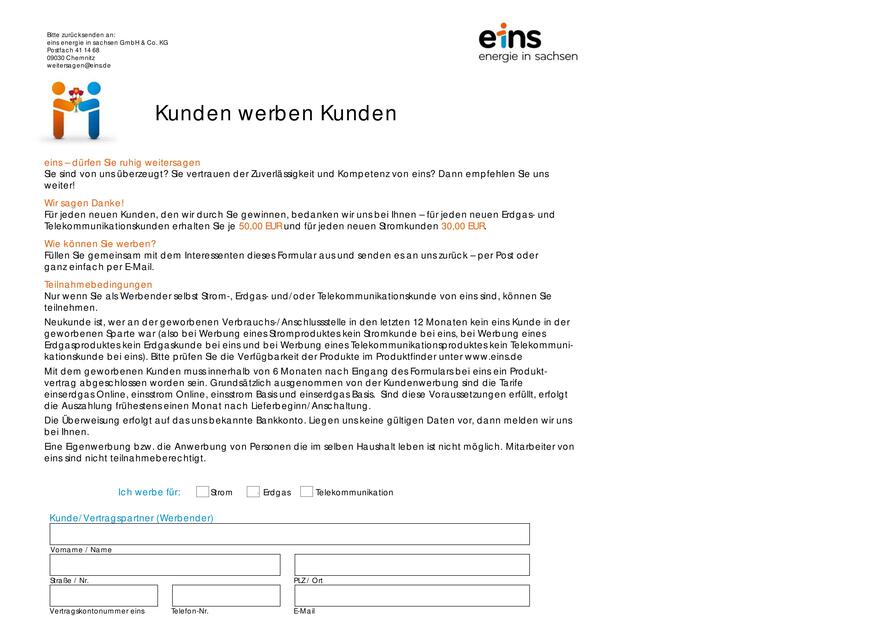 Bitte zurücksenden an:
eins energie in sachsen GmbH & Co. KG
Postfach 41 14 68
09030 Chemnitz
weitersagen@eins.de
eins
energie in sachsen
Kunden werben Kunden
eins – dürfen Sie ruhig weitersagen
Sie sind von uns überzeugt? Sie vertrauen der Zuverlässigkeit und Kompetenz von eins? Dann empfehlen Sie uns
weiter!
Wir sagen Danke!
Für jeden neuen Kunden, den wir durch Sie gewinnen, bedanken wir uns bei Ihnen – für jeden neuen Erdgas- und
Telekommunikationskunden erhalten Sie je 50,00 EUR und für jeden neuen Stromkunden 30,00 EUR.
Wie können Sie werben?
Füllen Sie gemeinsam mit dem Interessenten dieses Formular aus und senden es an uns zurück – per Post oder
ganz einfach per E-Mail.
Teilnahmebedingungen
Nur wenn Sie als Werbender selbst Strom-, Erdgas- und/oder Telekommunikationskunde von eins sind, können Sie
teilnehmen.
Neukunde ist, wer an der geworbenen Verbrauchs-/Anschlussstelle in den letzten 12 Monaten kein eins Kunde in der
geworbenen Sparte war (also bei Werbung eines Stromproduktes kein Stromkunde bei eins, bei Werbung eines
Erdgasproduktes kein Erdgaskunde bei eins und bei Werbung eines Telekommunikationsproduktes kein Telekommuni-
kationskunde bei eins). Bitte prüfen Sie die Verfügbarkeit der Produkte im Produktfinder unter www.eins.de
Mit dem geworbenen Kunden muss innerhalb von 6 Monaten nach Eingang des Formulars bei eins ein Produkt-
vertrag abgeschlossen worden sein. Grundsätzlich ausgenommen von der Kundenwerbung sind die Tarife
einserdgas Online, einsstrom Online, einsstrom Basis und einserdgas Basis. Sind diese Voraussetzungen erfüllt, erfolgt
die Auszahlung frühestens einen Monat nach Lieferbeginn/Anschaltung.
Die Überweisung erfolgt auf das uns bekannte Bankkonto. Liegen uns keine gültigen Daten vor, dann melden wir uns
bei Ihnen.
Eine Eigenwerbung bzw. die Anwerbung von Personen die im selben Haushalt leben ist nicht möglich. Mitarbeiter von
eins sind nicht teilnahmeberechtigt.
Ich werbe für: Strom Erdgas Telekommunikation
Kunde/Vertragspartner (Werbender)
Vorname / Name
Straße / Nr. PLZ / Ort
Vertragskontonummer eins Telefon-Nr. E-Mail